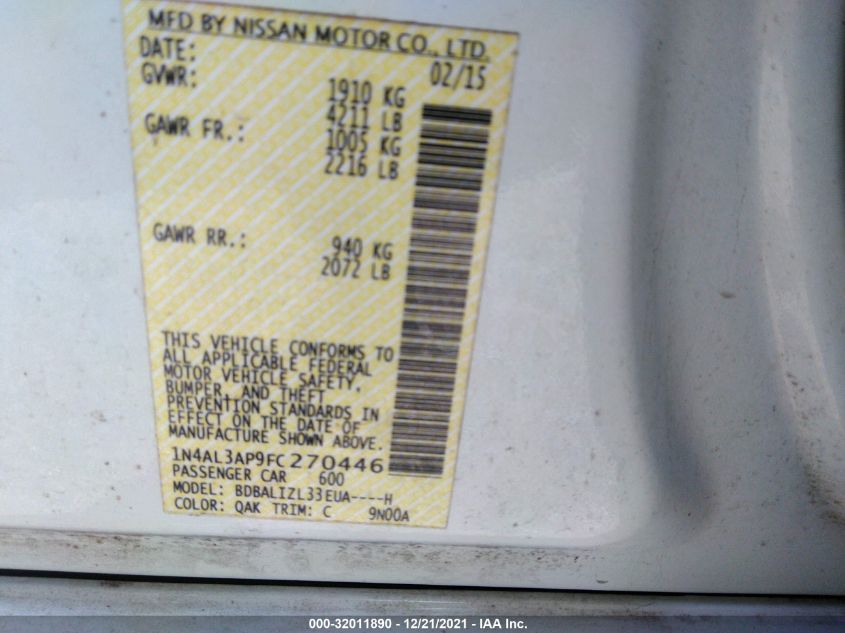 MFD BY NISSAN MOTOR CO., LTD.
DATE: 02/15
GVWR: 1910 KG
4211 LB
GAWR FR.: 1005 KG
2216 LB
GAWR RR.: 940 KG
2072 LB
THIS VEHICLE CONFORMS TO
ALL APPLICABLE FEDERAL
MOTOR VEHICLE SAFETY,
BUMPER, AND THEFT
PREVENTION STANDARDS IN
EFFECT ON THE DATE OF
MANUFACTURE SHOWN ABOVE.
1N4AL3AP9FC270446
PASSENGER CAR 600
MODEL: BDBALIZL33EUA----H
COLOR: QAK TRIM: C 9N00A
000-32011890 - 12/21/2021 - IAA Inc.